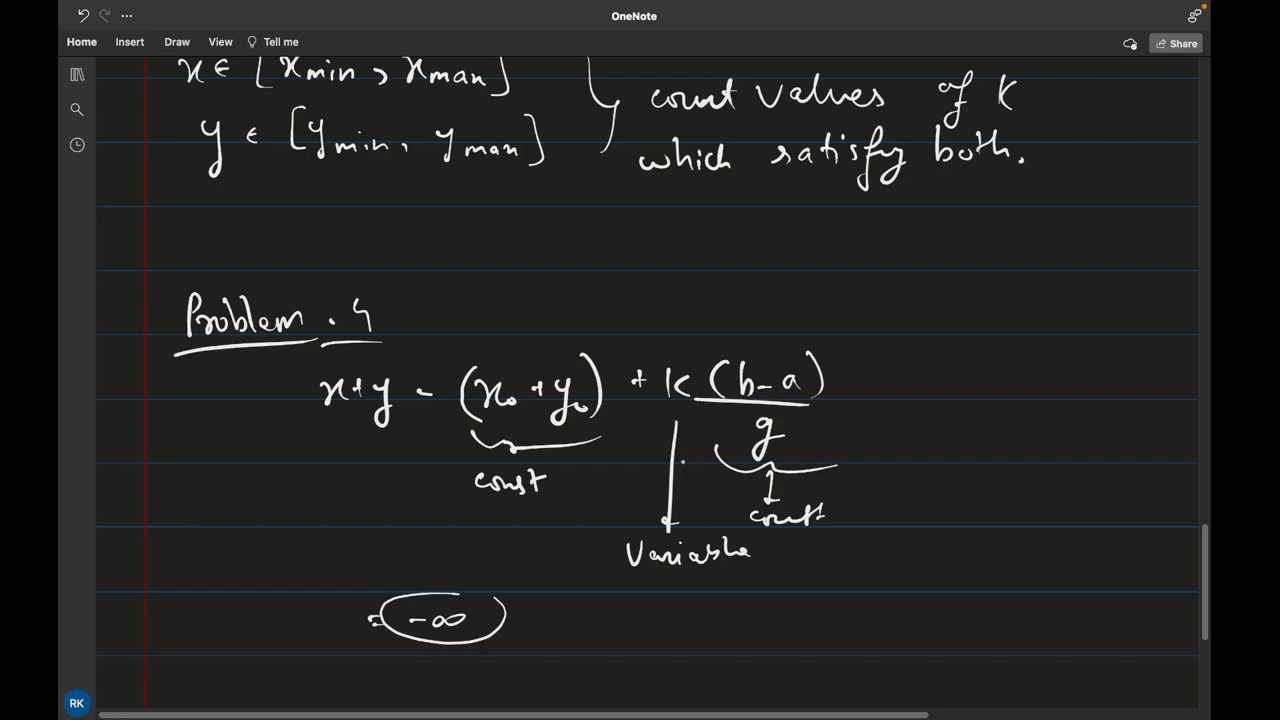 OneNote
Home Insert Draw View Tell me Share
x ∈ [xmin, xmax]
count values of k
y ∈ [ymin, ymax]
which satisfy both.
Problem. 4
x+y = (x₀ + y₀) + k (b-a)
g
const
const
Variable
= -∞
RK